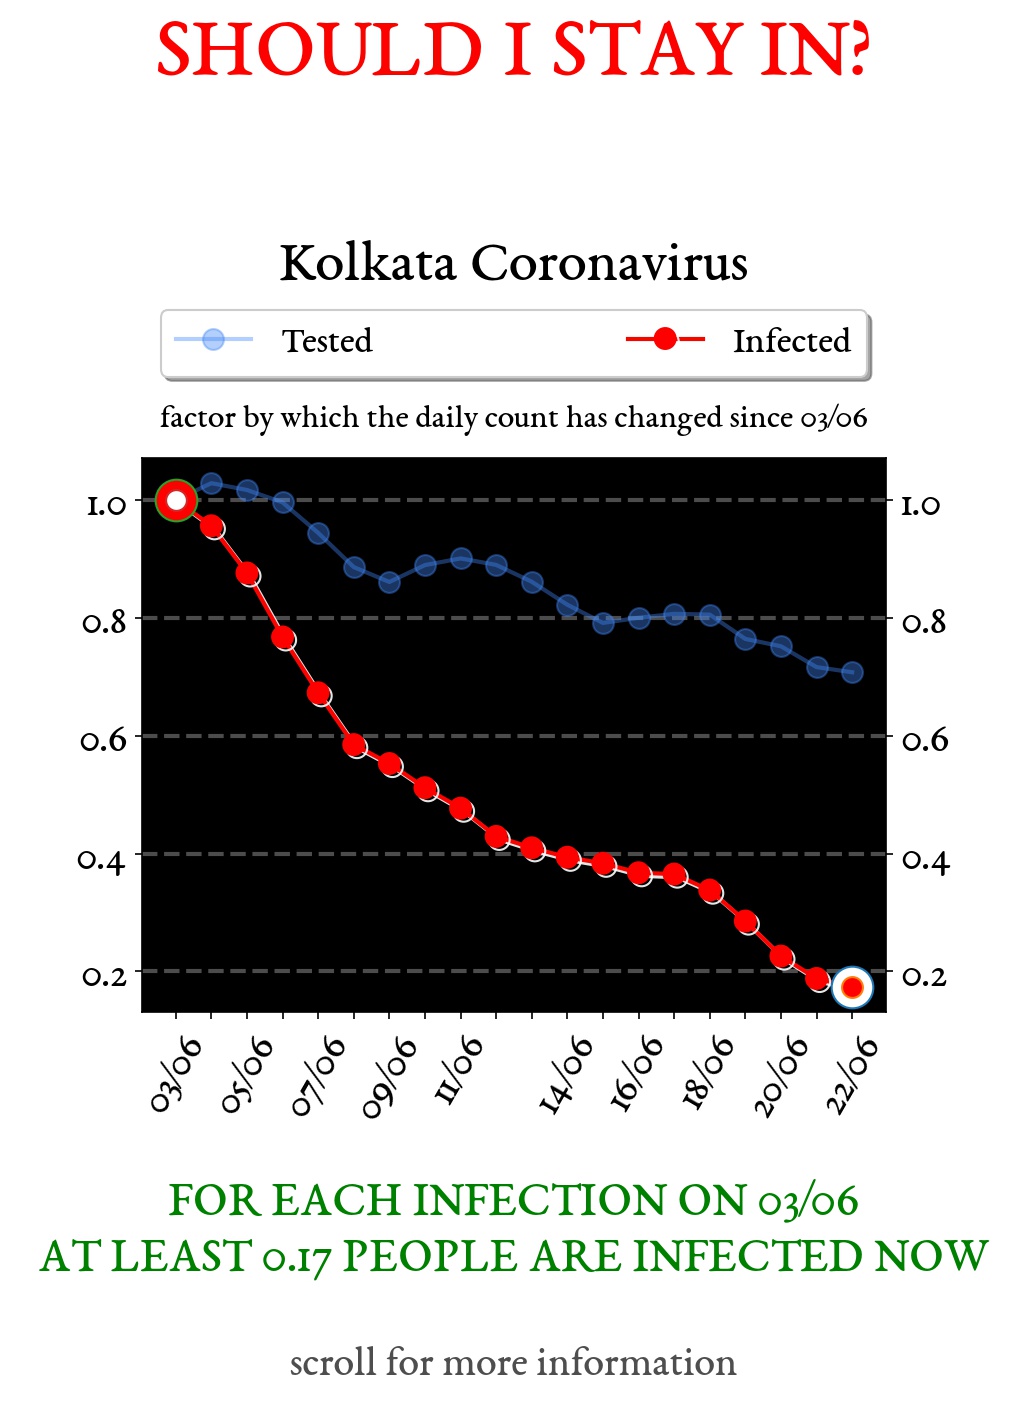 SHOULD I STAY IN?
Kolkata Coronavirus
Tested Infected
factor by which the daily count has changed since 03/06
1.0 1.0
0.8 0.8
0.6 0.6
0.4 0.4
0.2 0.2
03/06 05/06 07/06 09/06 11/06 14/06 16/06 18/06 20/06 22/06
FOR EACH INFECTION ON 03/06
AT LEAST 0.17 PEOPLE ARE INFECTED NOW
scroll for more information